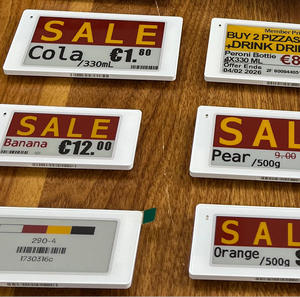 SALE
Cola /330mL €1.80
Member Pri
BUY 2 PIZZAS
+DRINK DRI
Peroni Bottle
4X330 ML €8
Offer Ends
04/02 2026
SALE
Banana €12.00
SAL
9.00
Pear /500g
290-4
1730316c
SAL
Orange /500g